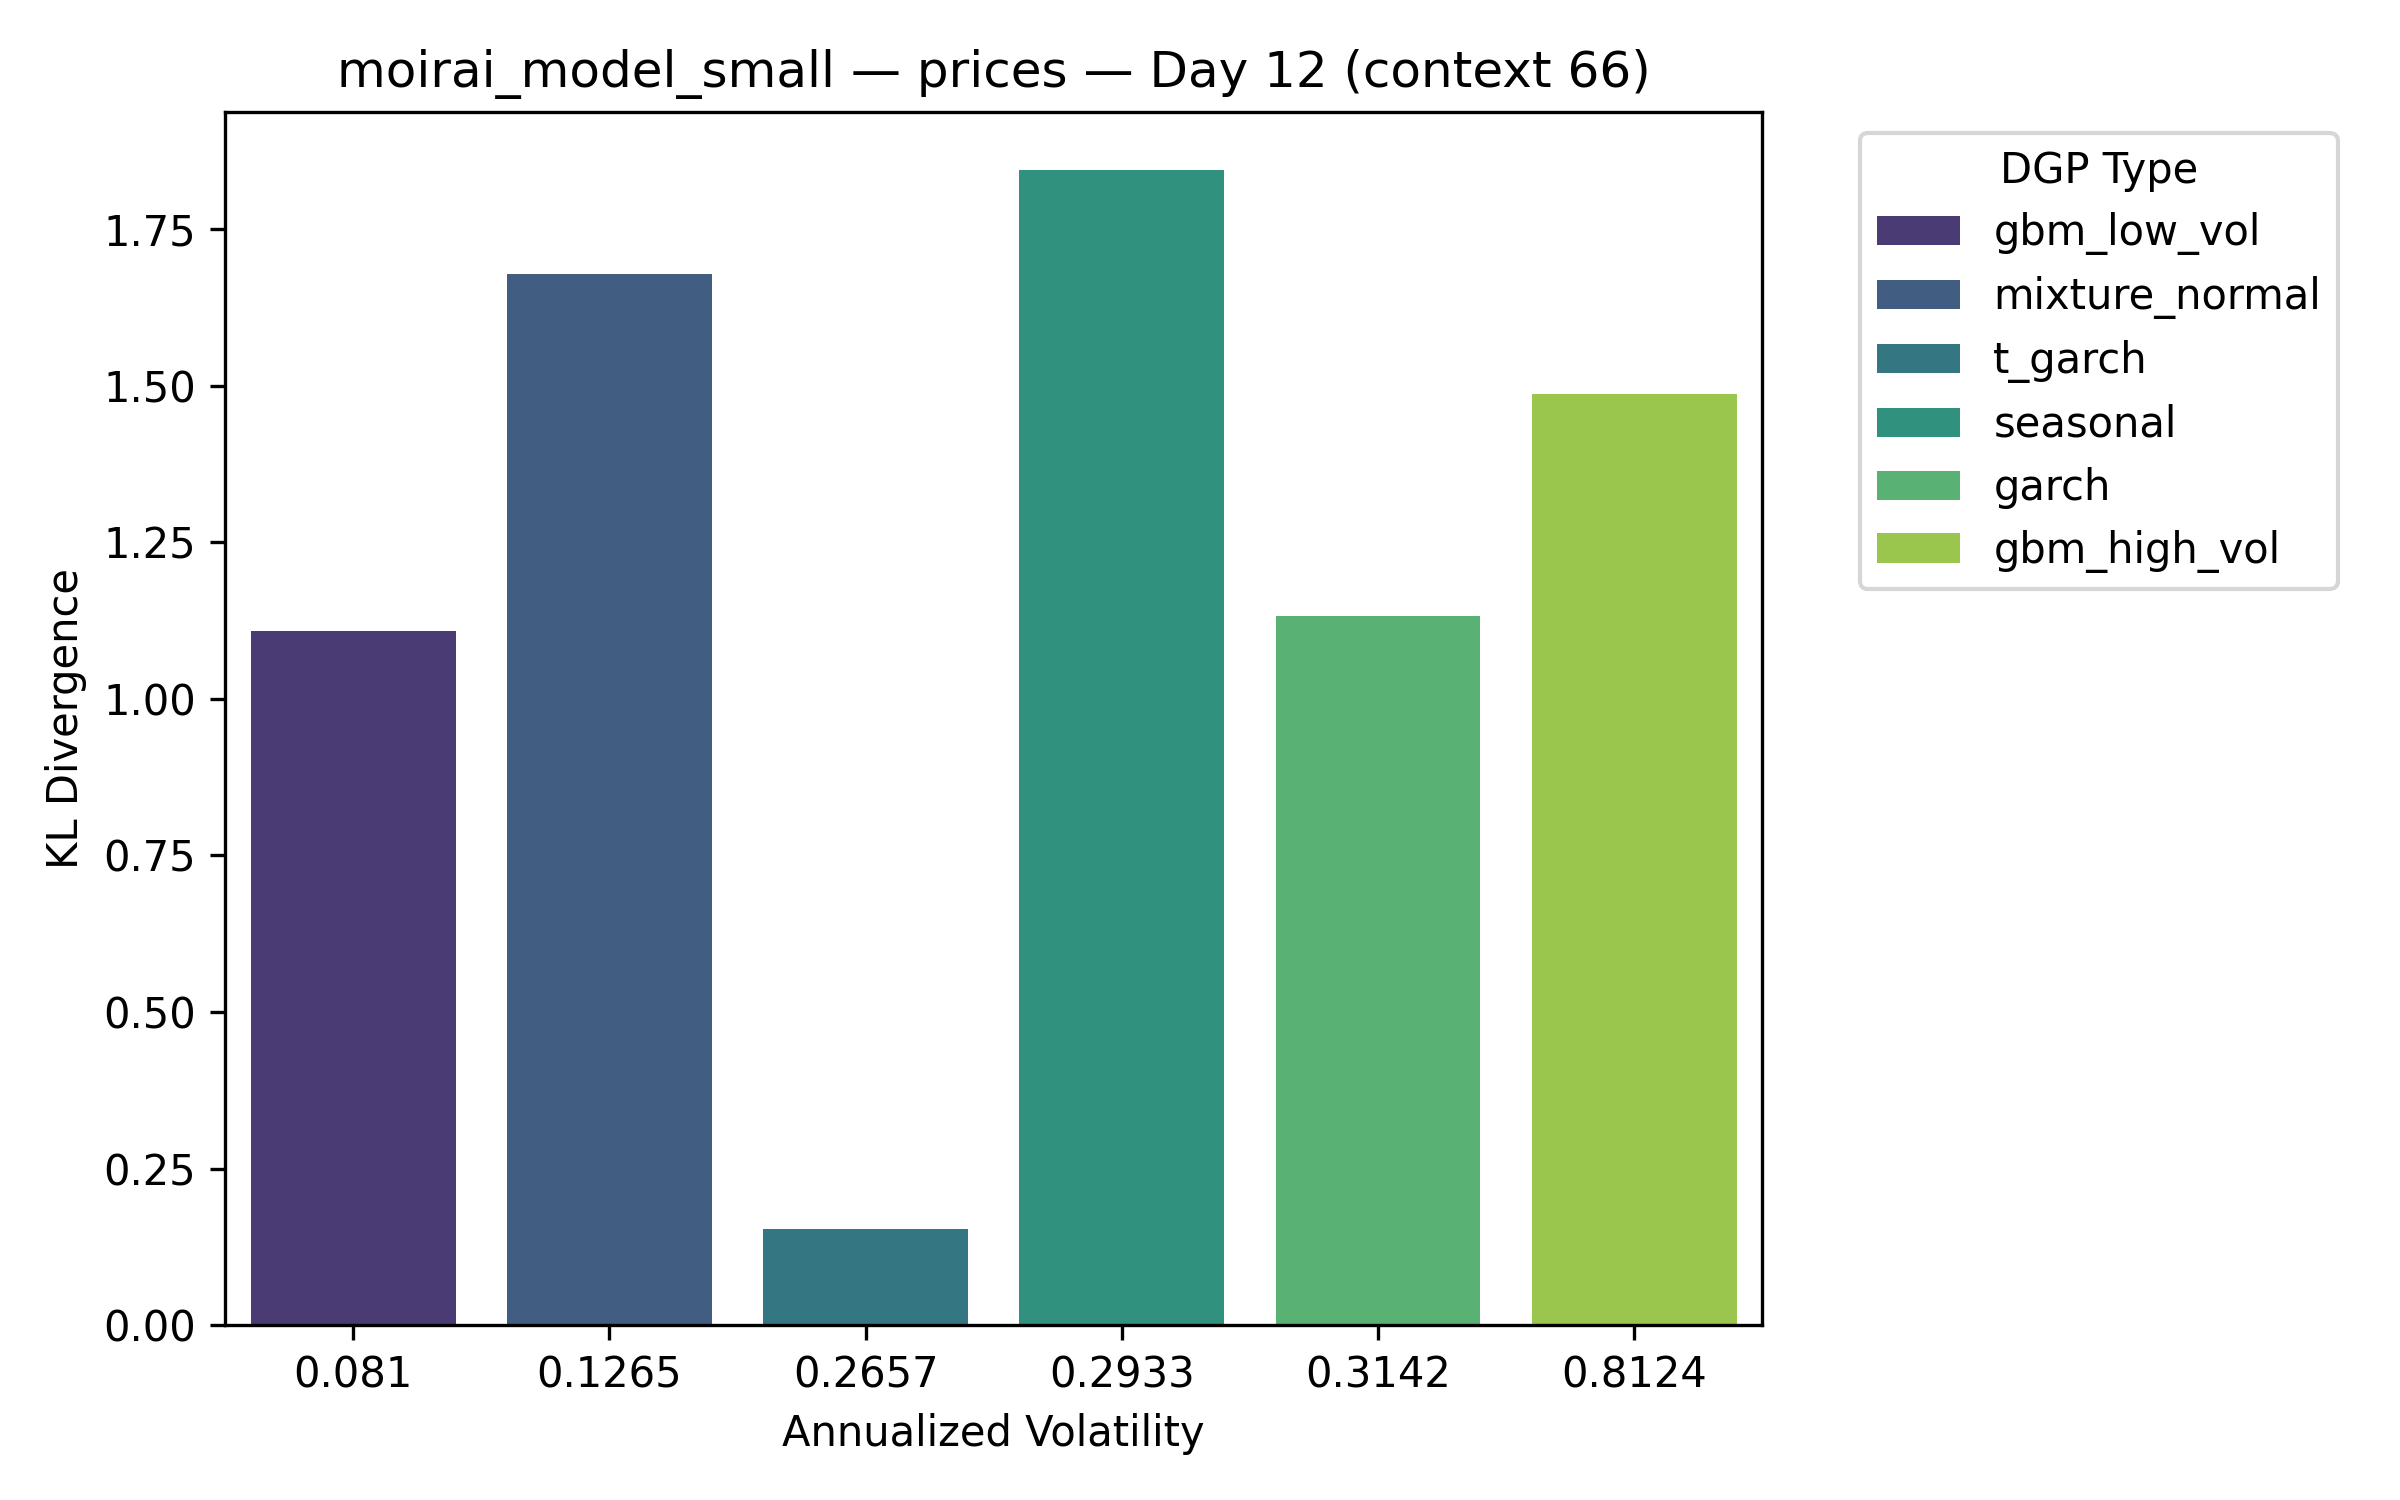 moirai_model_small — prices — Day 12 (context 66)
KL Divergence
1.75
1.50
1.25
1.00
0.75
0.50
0.25
0.00
0.081 0.1265 0.2657 0.2933 0.3142 0.8124
Annualized Volatility
DGP Type
gbm_low_vol
mixture_normal
t_garch
seasonal
garch
gbm_high_vol